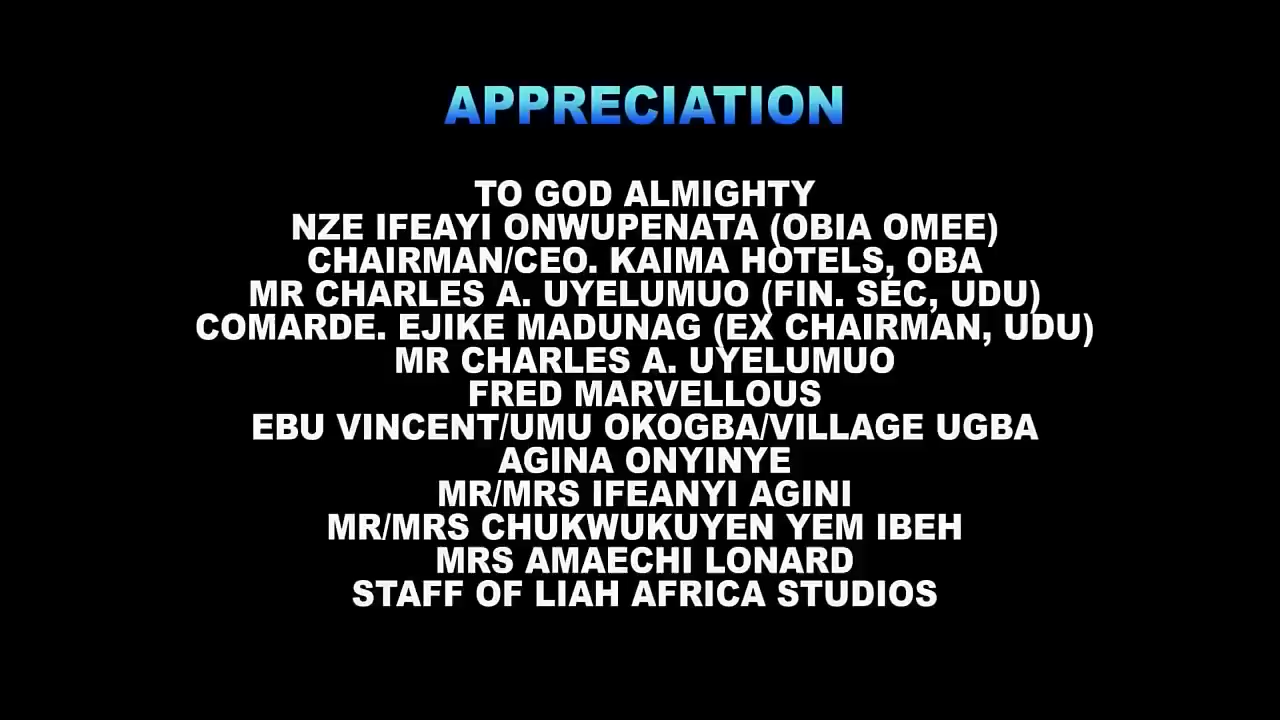 APPRECIATION
TO GOD ALMIGHTY
NZE IFEAYI ONWUPENATA (OBIA OMEE)
CHAIRMAN/CEO. KAIMA HOTELS, OBA
MR CHARLES A. UYELUMUO (FIN. SEC, UDU)
COMARDE. EJIKE MADUNAG (EX CHAIRMAN, UDU)
MR CHARLES A. UYELUMUO
FRED MARVELLOUS
EBU VINCENT/UMU OKOGBA/VILLAGE UGBA
AGINA ONYINYE
MR/MRS IFEANYI AGINI
MR/MRS CHUKWUKUYEN YEM IBEH
MRS AMAECHI LONARD
STAFF OF LIAH AFRICA STUDIOS